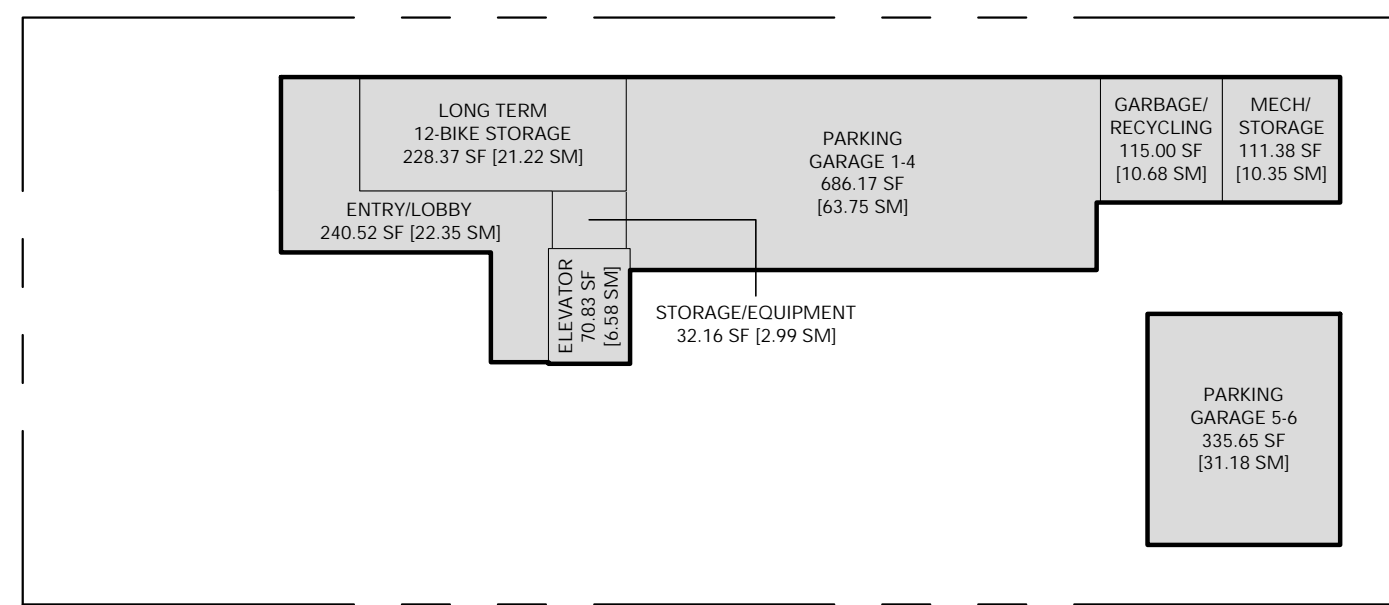 LONG TERM
12-BIKE STORAGE
228.37 SF [21.22 SM]
PARKING
GARAGE 1-4
686.17 SF
[63.75 SM]
GARBAGE/
RECYCLING
115.00 SF
[10.68 SM]
MECH/
STORAGE
111.38 SF
[10.35 SM]
ENTRY/LOBBY
240.52 SF [22.35 SM]
ELEVATOR
70.83 SF
[6.58 SM]
STORAGE/EQUIPMENT
32.16 SF [2.99 SM]
PARKING
GARAGE 5-6
335.65 SF
[31.18 SM]